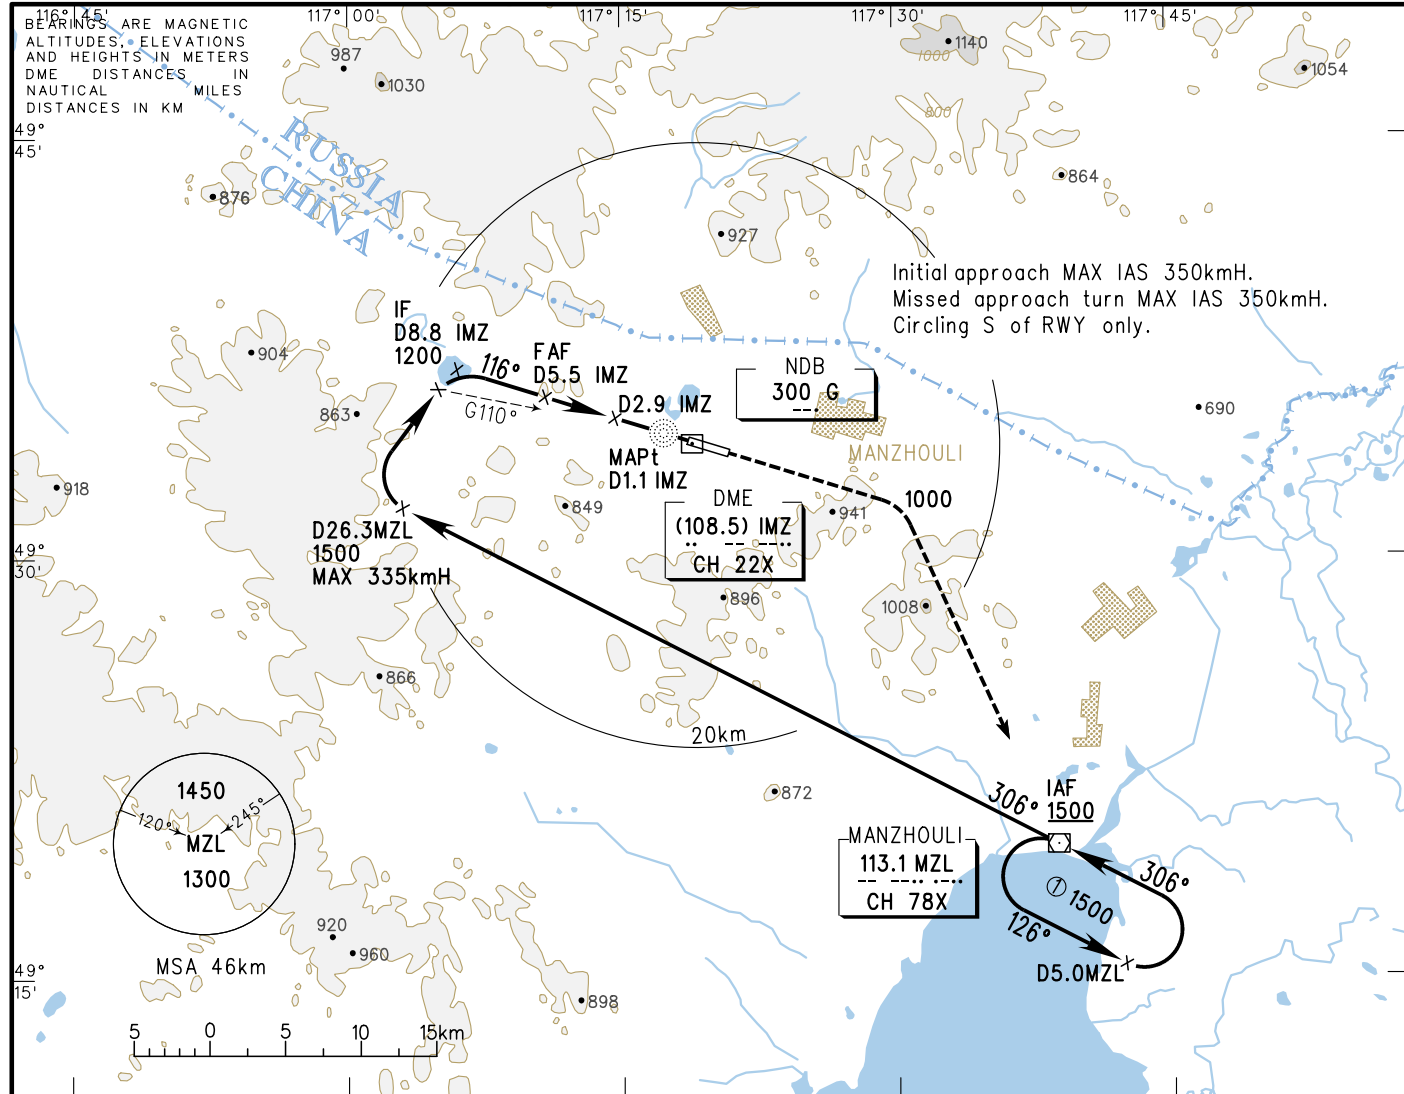 116° 45'
117° 00'
117° 15'
117° 30'
117° 45'
BEARINGS ARE MAGNETIC
ALTITUDES, ELEVATIONS
AND HEIGHTS IN METERS
DME DISTANCES IN
NAUTICAL MILES
DISTANCES IN KM
987
1030
1140
1000
1054
800
49°
45'
RUSSIA
CHINA
876
864
927
Initial approach MAX IAS 350kmH.
Missed approach turn MAX IAS 350kmH.
Circling S of RWY only.
IF
D8.8 IMZ
1200
116°
FAF
D5.5 IMZ
904
G110°
D2.9 IMZ
NDB
300 G
863
690
MANZHOULI
MAPt
D1.1 IMZ
918
849
DME
(108.5) IMZ
CH 22X
941
1000
D26.3MZL
1500
MAX 335kmH
49°
30'
896
1008
866
20km
1450
120°
245°
MZL
1300
MSA 46km
872
306°
IAF
1500
MANZHOULI
113.1 MZL
CH 78X
306°
① 1500
126°
D5.0MZL
920
960
898
49°
15'
5 0 5 10 15km